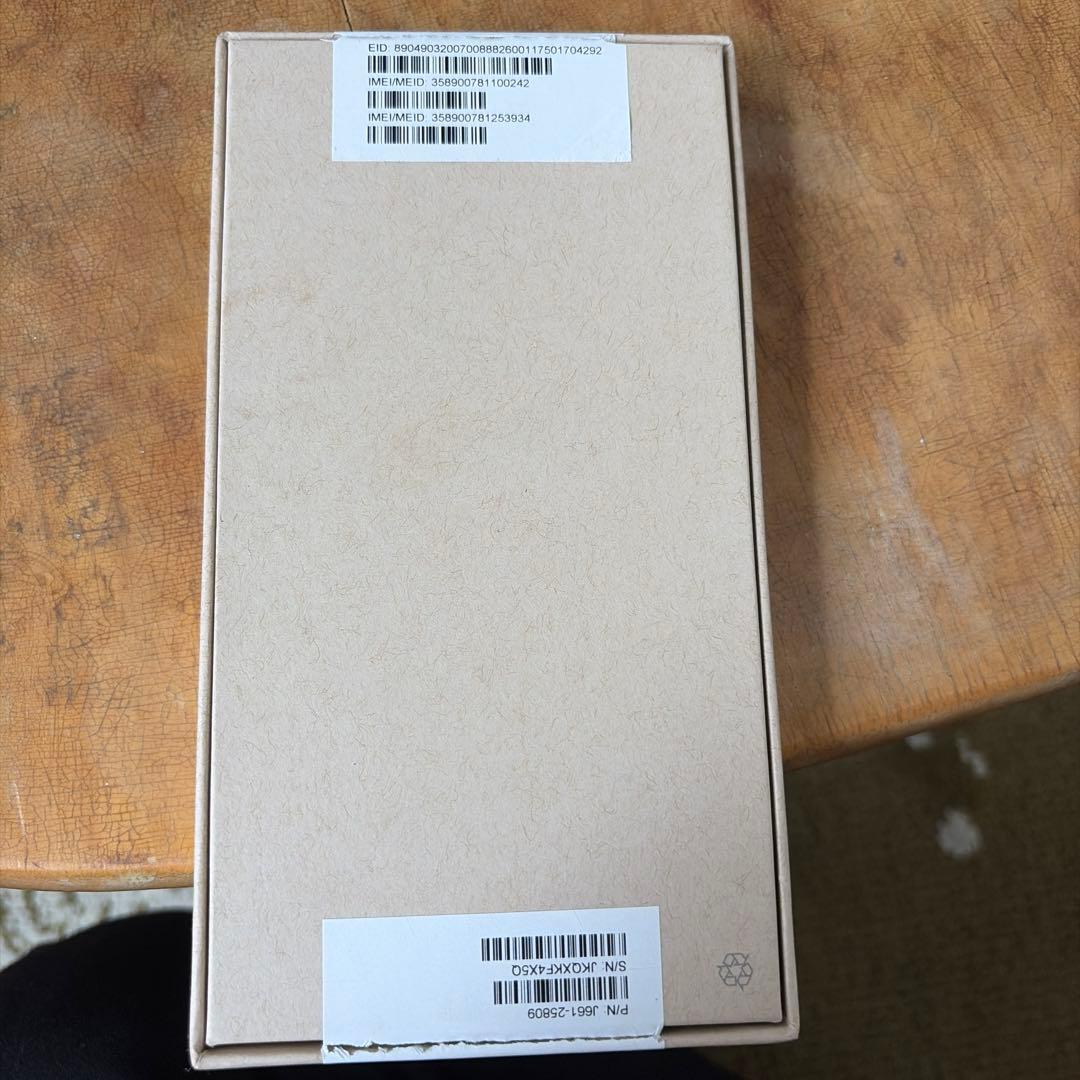 EID: 89049032007008882600117501704292
IMEI/MEID: 358900781100242
IMEI/MEID: 358900781253934
P/N: J661-25809
S/N: JKQXKF4X5Q